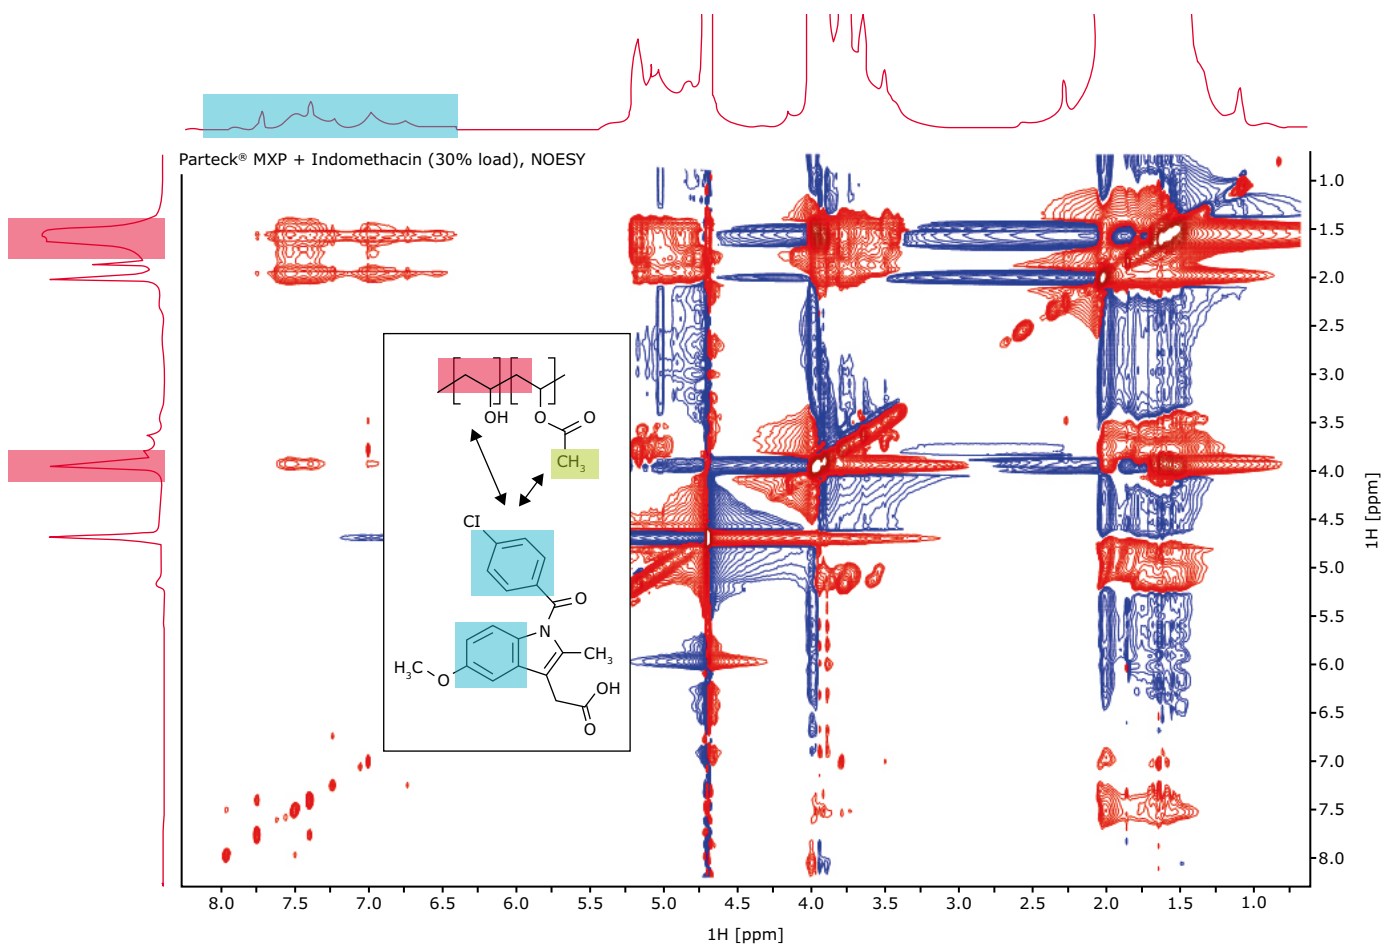 Parteck® MXP + Indomethacin (30% load), NOESY
1.0
1.5
2.0
2.5
3.0
3.5
4.0
4.5
5.0
5.5
6.0
6.5
7.0
7.5
8.0
1H [ppm]
OH
O
O
CH₃
CI
O
N
CH₃
H₃C
O
OH
O
8.0 7.5 7.0 6.5 6.0 5.5 5.0 4.5 4.0 3.5 2.5 2.0 1.5 1.0
1H [ppm]